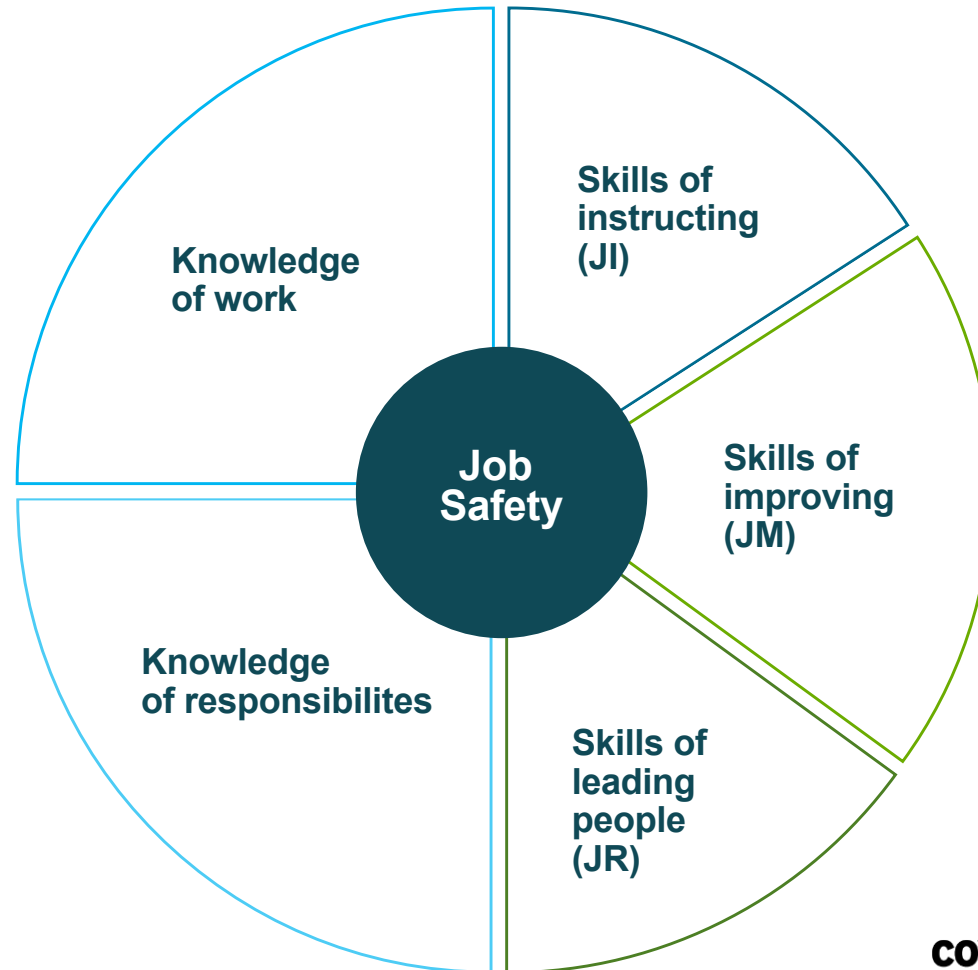 Knowledge
of work
Skills of
instructing
(JI)
Job
Safety
Skills of
improving
(JM)
Knowledge
of responsibilites
Skills of
leading
people
(JR)